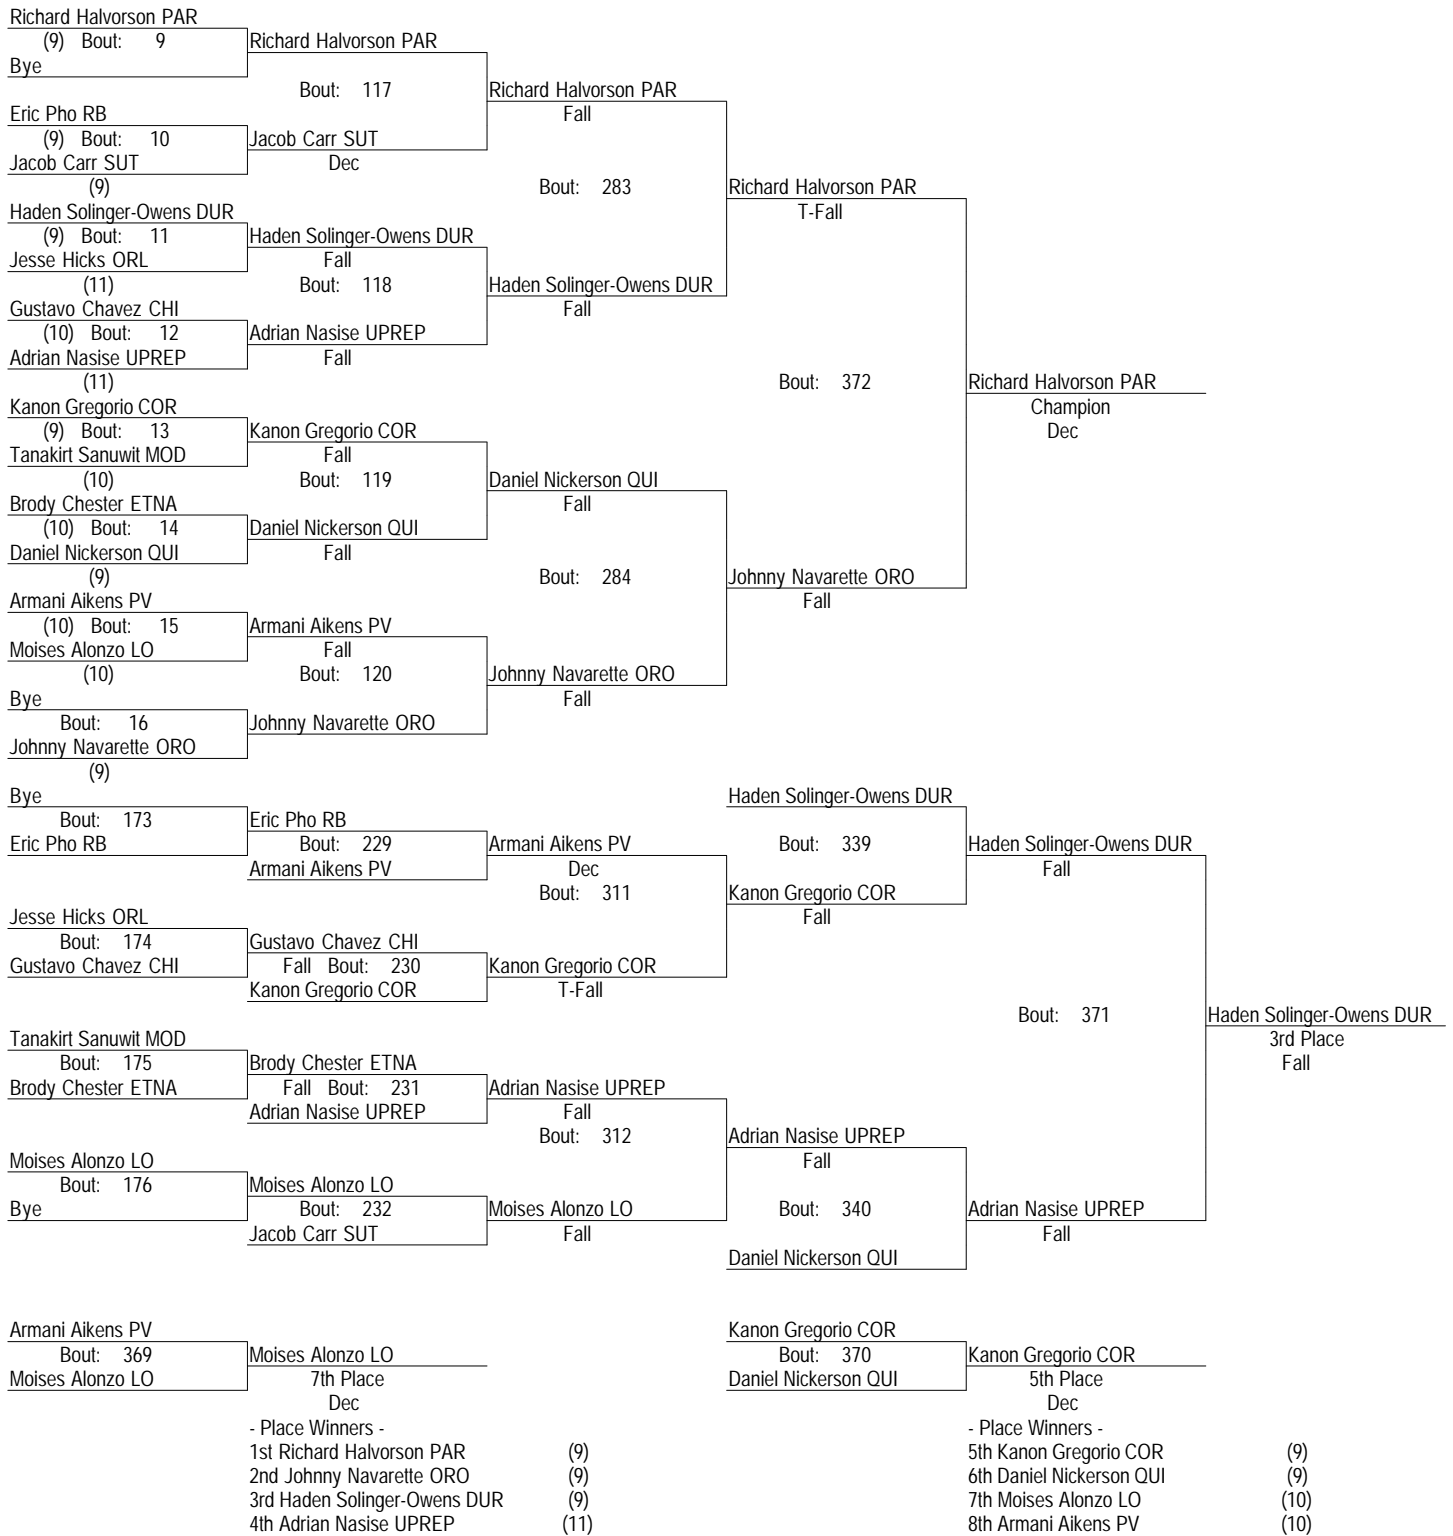 Richard Halvorson PAR
(9) Bout: 9
Richard Halvorson PAR
Bye
Bout: 117
Richard Halvorson PAR
Eric Pho RB
Fall
(9) Bout: 10
Jacob Carr SUT
Jacob Carr SUT
Dec
(9)
Bout: 283
Richard Halvorson PAR
Haden Solinger-Owens DUR
T-Fall
(9) Bout: 11
Haden Solinger-Owens DUR
Jesse Hicks ORL
Fall
(11)
Bout: 118
Haden Solinger-Owens DUR
Gustavo Chavez CHI
Fall
(10) Bout: 12
Adrian Nasise UPREP
Adrian Nasise UPREP
Fall
(11)
Bout: 372
Richard Halvorson PAR
Kanon Gregorio COR
Champion
(9) Bout: 13
Kanon Gregorio COR
Dec
Tanakirt Sanuwit MOD
Fall
(10)
Bout: 119
Daniel Nickerson QUI
Brody Chester ETNA
Fall
(10) Bout: 14
Daniel Nickerson QUI
Daniel Nickerson QUI
Fall
(9)
Bout: 284
Johnny Navarette ORO
Armani Aikens PV
Fall
(10) Bout: 15
Armani Aikens PV
Moises Alonzo LO
Fall
(10)
Bout: 120
Johnny Navarette ORO
Bye
Fall
Bout: 16
Johnny Navarette ORO
Johnny Navarette ORO
(9)
Bye
Haden Solinger-Owens DUR
Bout: 173
Eric Pho RB
Eric Pho RB
Bout: 229
Armani Aikens PV
Bout: 339
Haden Solinger-Owens DUR
Armani Aikens PV
Dec
Fall
Bout: 311
Kanon Gregorio COR
Jesse Hicks ORL
Fall
Bout: 174
Gustavo Chavez CHI
Gustavo Chavez CHI
Fall Bout: 230
Kanon Gregorio COR
Kanon Gregorio COR
T-Fall
Bout: 371
Haden Solinger-Owens DUR
Tanakirt Sanuwit MOD
3rd Place
Bout: 175
Brody Chester ETNA
Fall
Brody Chester ETNA
Fall Bout: 231
Adrian Nasise UPREP
Adrian Nasise UPREP
Fall
Bout: 312
Adrian Nasise UPREP
Moises Alonzo LO
Fall
Bout: 176
Moises Alonzo LO
Bye
Bout: 232
Moises Alonzo LO
Bout: 340
Adrian Nasise UPREP
Jacob Carr SUT
Fall
Fall
Daniel Nickerson QUI
Armani Aikens PV
Bout: 369
Moises Alonzo LO
Moises Alonzo LO
7th Place
Dec
Kanon Gregorio COR
Bout: 370
Kanon Gregorio COR
Daniel Nickerson QUI
5th Place
Dec
- Place Winners -
1st Richard Halvorson PAR (9)
2nd Johnny Navarette ORO (9)
3rd Haden Solinger-Owens DUR (9)
4th Adrian Nasise UPREP (11)
- Place Winners -
5th Kanon Gregorio COR (9)
6th Daniel Nickerson QUI (9)
7th Moises Alonzo LO (10)
8th Armani Aikens PV (10)